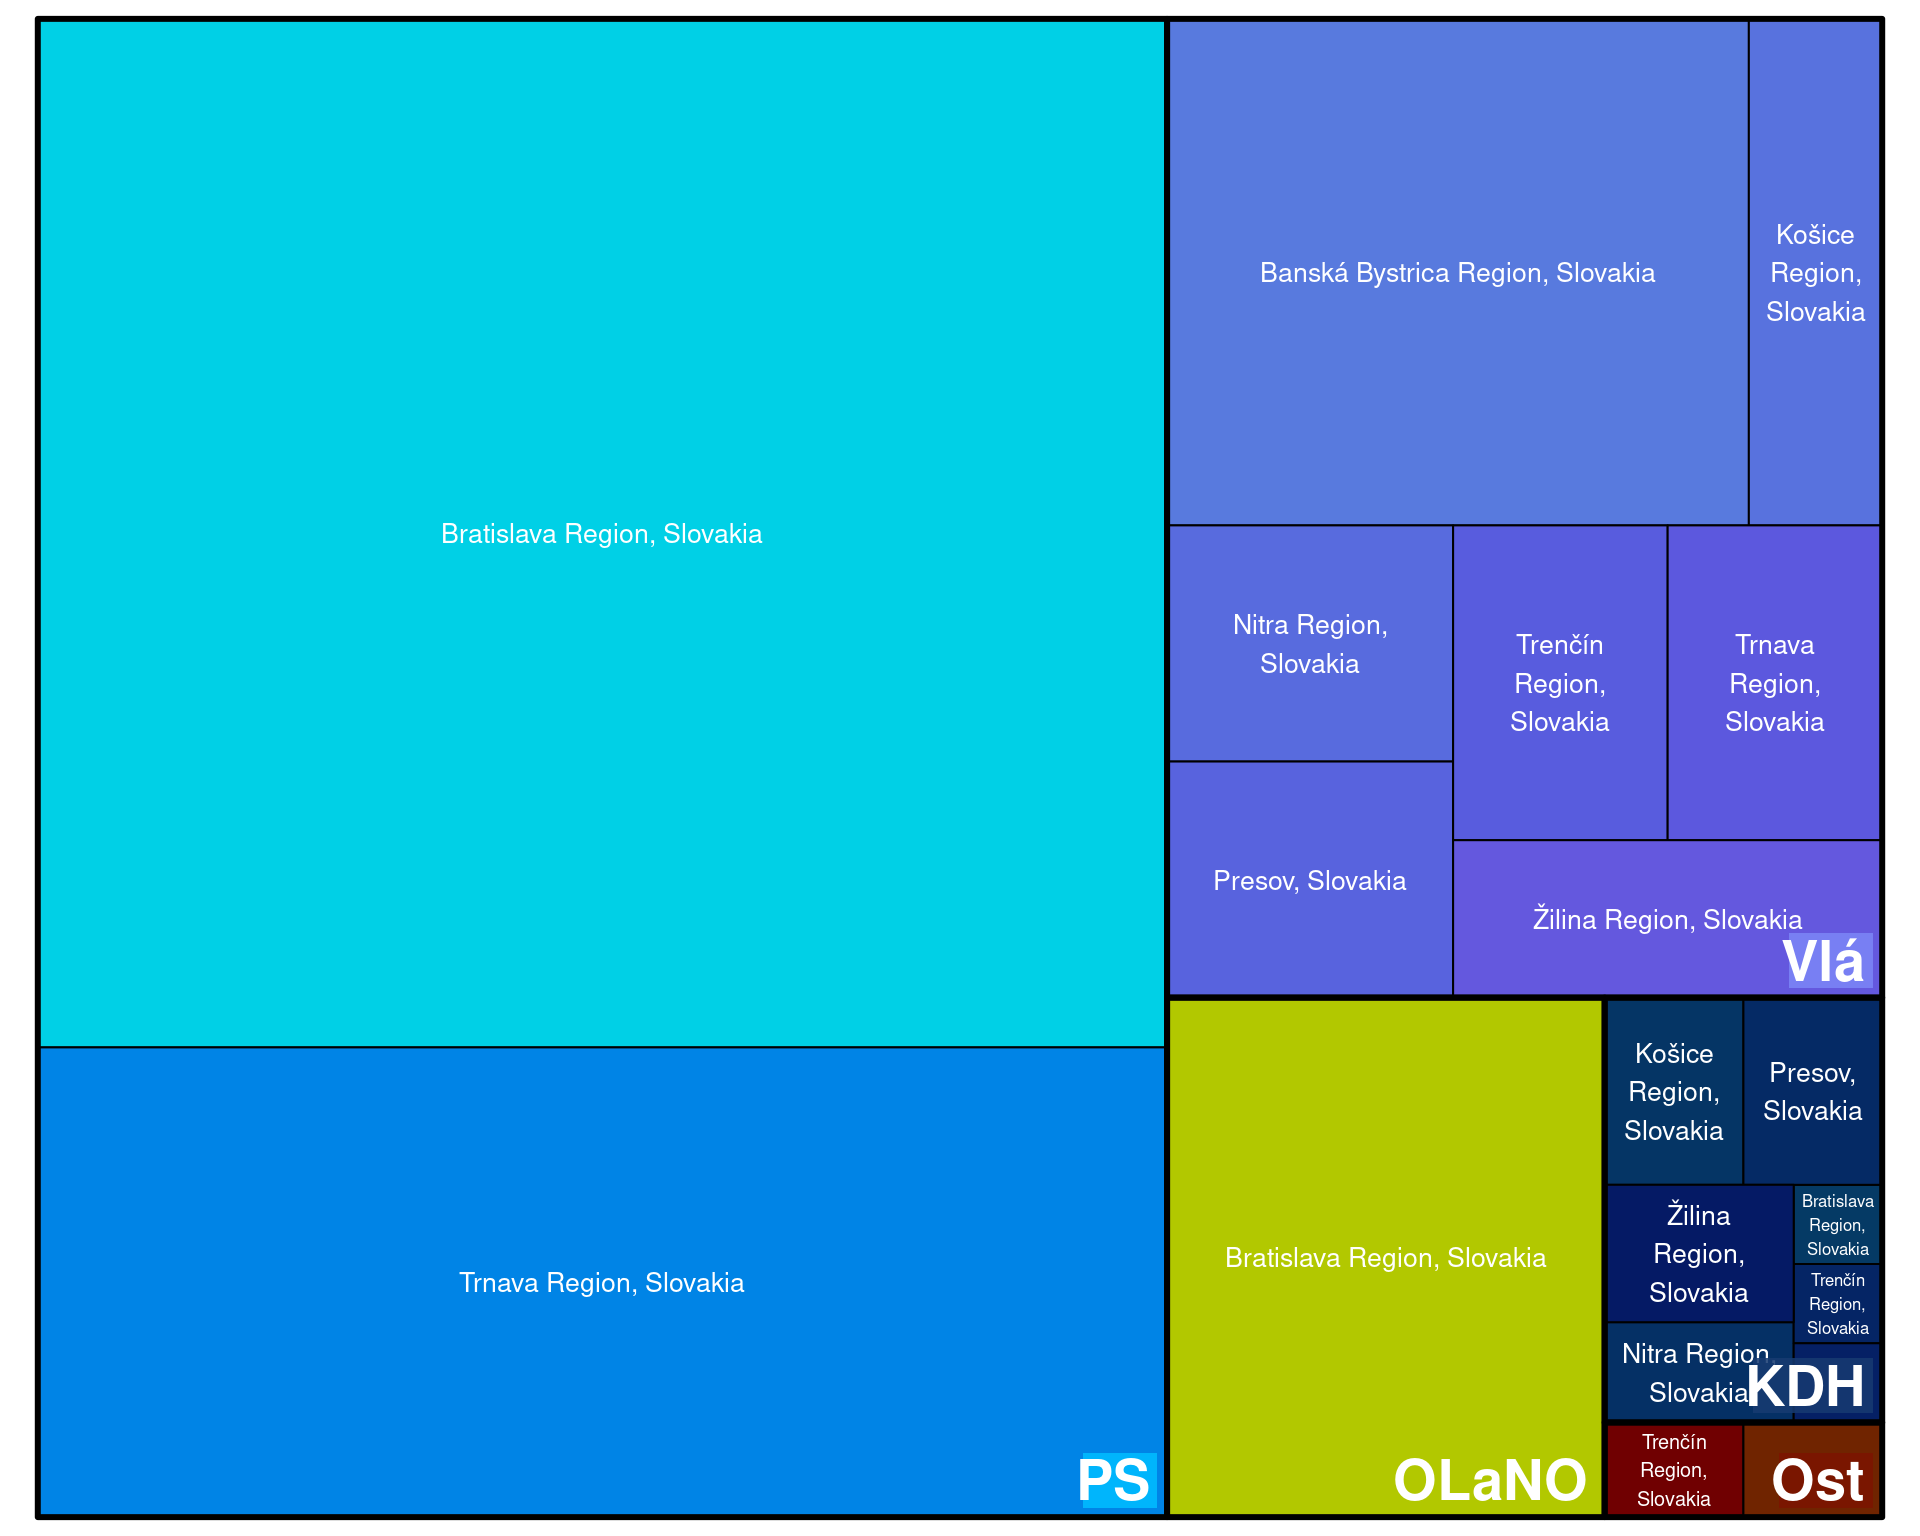 Bratislava Region, Slovakia
Trnava Region, Slovakia
PS
Banská Bystrica Region, Slovakia
Košice
Region,
Slovakia
Nitra Region,
Slovakia
Presov, Slovakia
Trenčín
Region,
Slovakia
Trnava
Region,
Slovakia
Žilina Region, Slovakia
Vlá
Bratislava Region, Slovakia
OLaNO
Košice
Region,
Slovakia
Presov,
Slovakia
Žilina
Region,
Slovakia
Bratislava
Region,
Slovakia
Trenčín
Region,
Slovakia
Nitra Region,
Slovakia
KDH
Trenčín
Region,
Slovakia
Ost